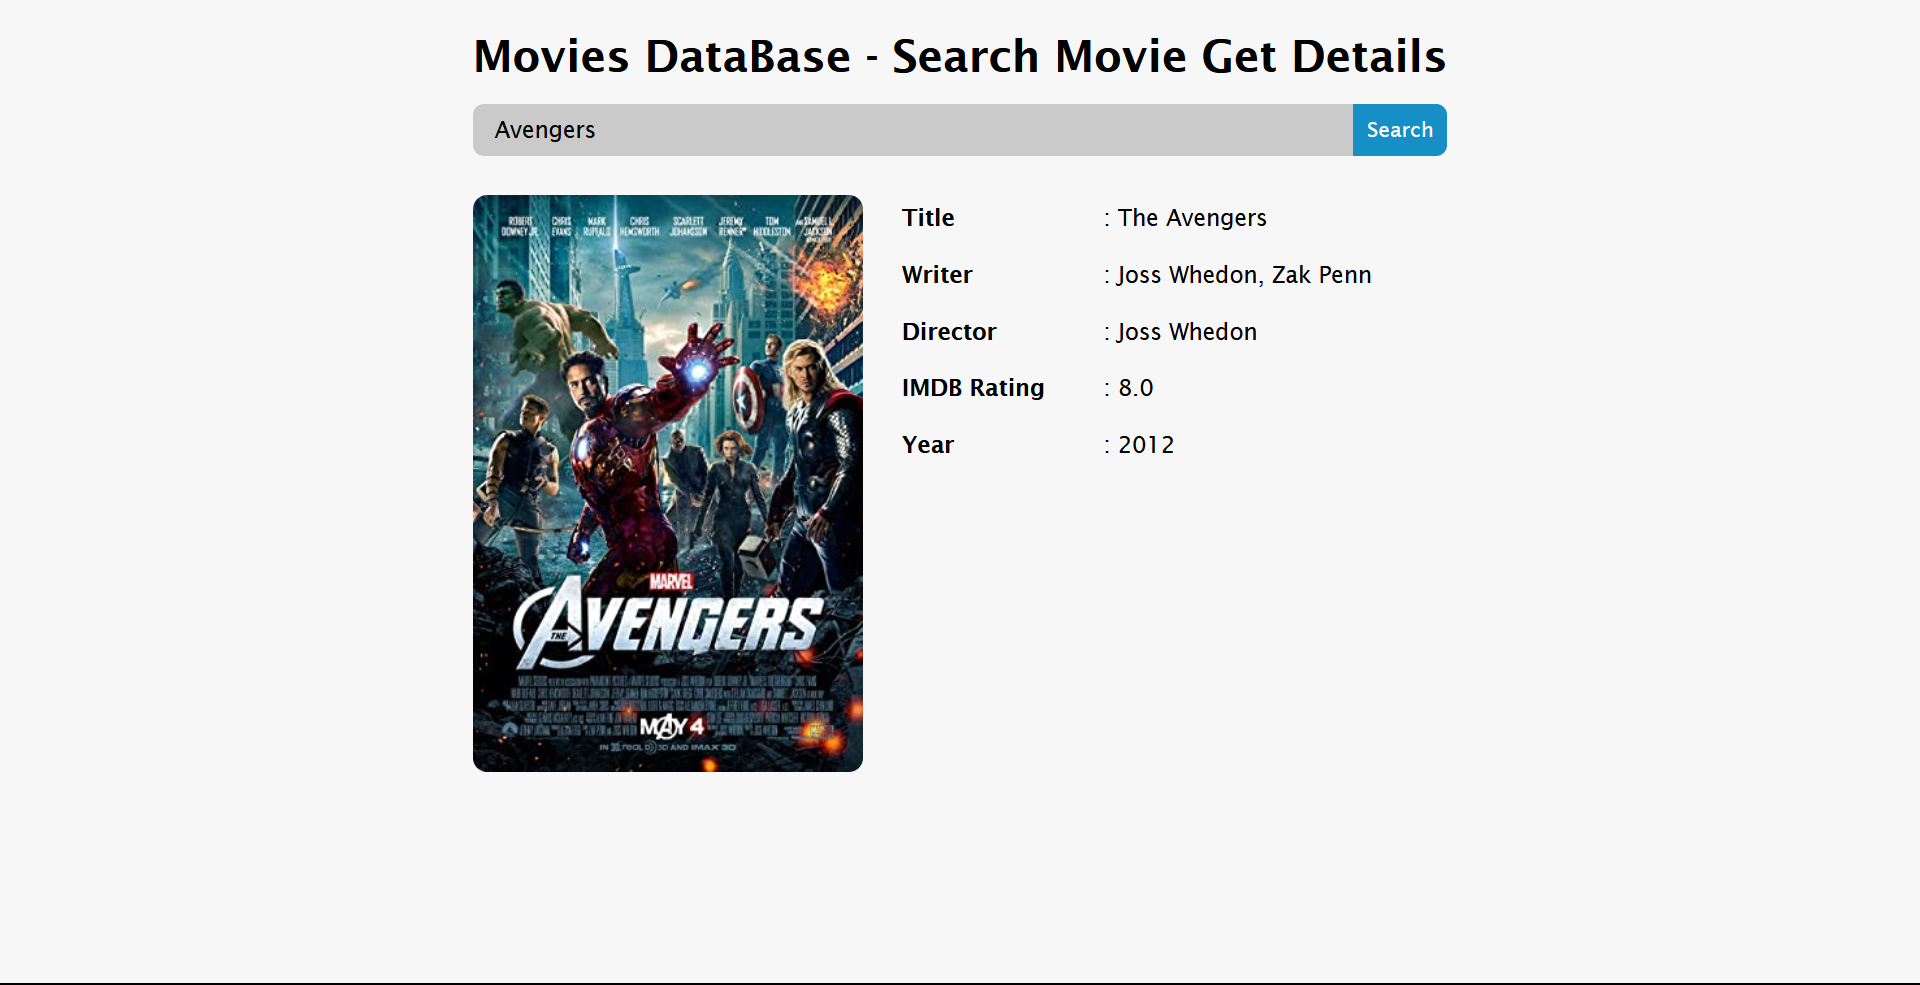 Movies DataBase - Search Movie Get Details
Avengers
Search
ROBERT DOWNEY JR.
CHRIS EVANS
MARK RUFFALO
CHRIS HEMSWORTH
SCARLETT JOHANSSON
JEREMY RENNER
TOM HIDDLESTON
AND SAMUEL L. JACKSON
MARVEL
THE AVENGERS
MAY 4
IN REAL D 3D AND IMAX 3D
Title : The Avengers
Writer : Joss Whedon, Zak Penn
Director : Joss Whedon
IMDB Rating : 8.0
Year : 2012